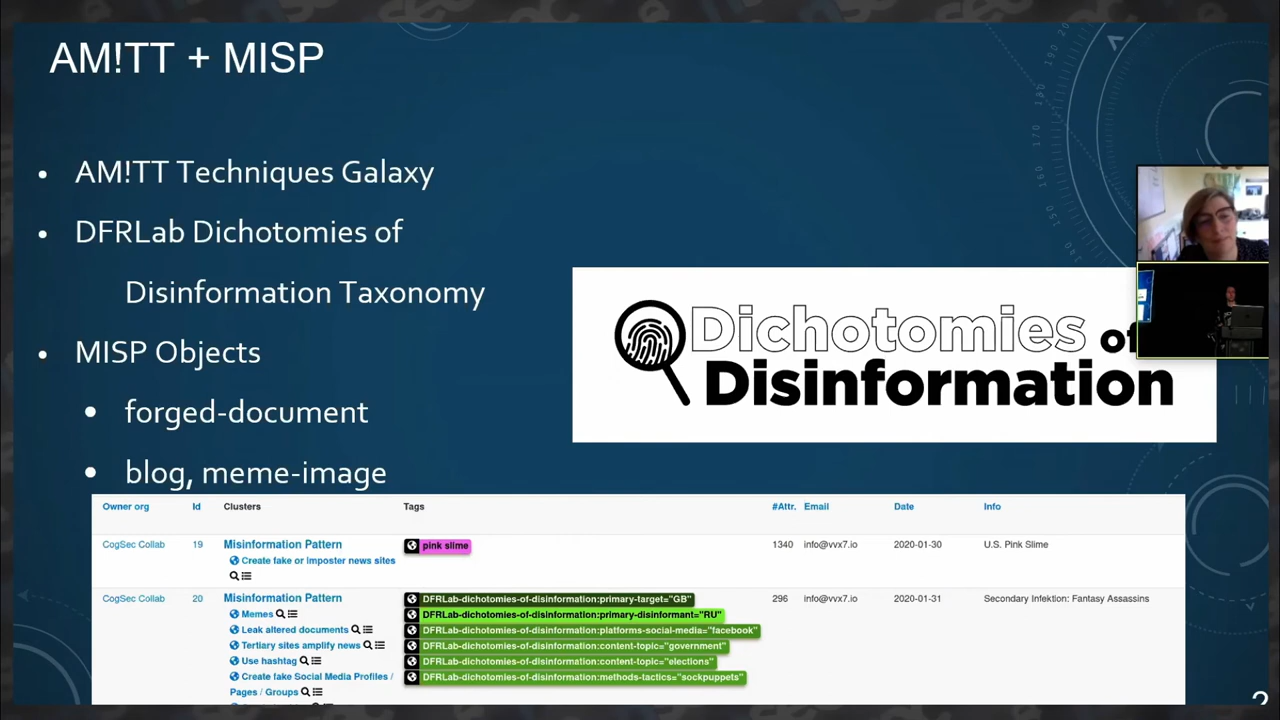 AM!TT + MISP
AM!TT Techniques Galaxy
DFRLab Dichotomies of
Disinformation Taxonomy
MISP Objects
forged-document
blog, meme-image
Dichotomies of
Disinformation
Owner org Id Clusters Tags #Attr. Email Date Info
CogSec Collab 19 Misinformation Pattern pink slime 1340 info@vvx7.io 2020-01-30 U.S. Pink Slime
Create fake or imposter news sites
CogSec Collab 20 Misinformation Pattern DFRLab-dichotomies-of-disinformation:primary-target="GB" 296 info@vvx7.io 2020-01-31 Secondary Infektion: Fantasy Assassins
Memes DFRLab-dichotomies-of-disinformation:primary-disinformant="RU"
Leak altered documents DFRLab-dichotomies-of-disinformation:platforms-social-media="facebook"
Tertiary sites amplify news DFRLab-dichotomies-of-disinformation:content-topic="government"
Use hashtag DFRLab-dichotomies-of-disinformation:content-topic="elections"
Create fake Social Media Profiles / DFRLab-dichotomies-of-disinformation:methods-tactics="sockpuppets"
Pages / Groups